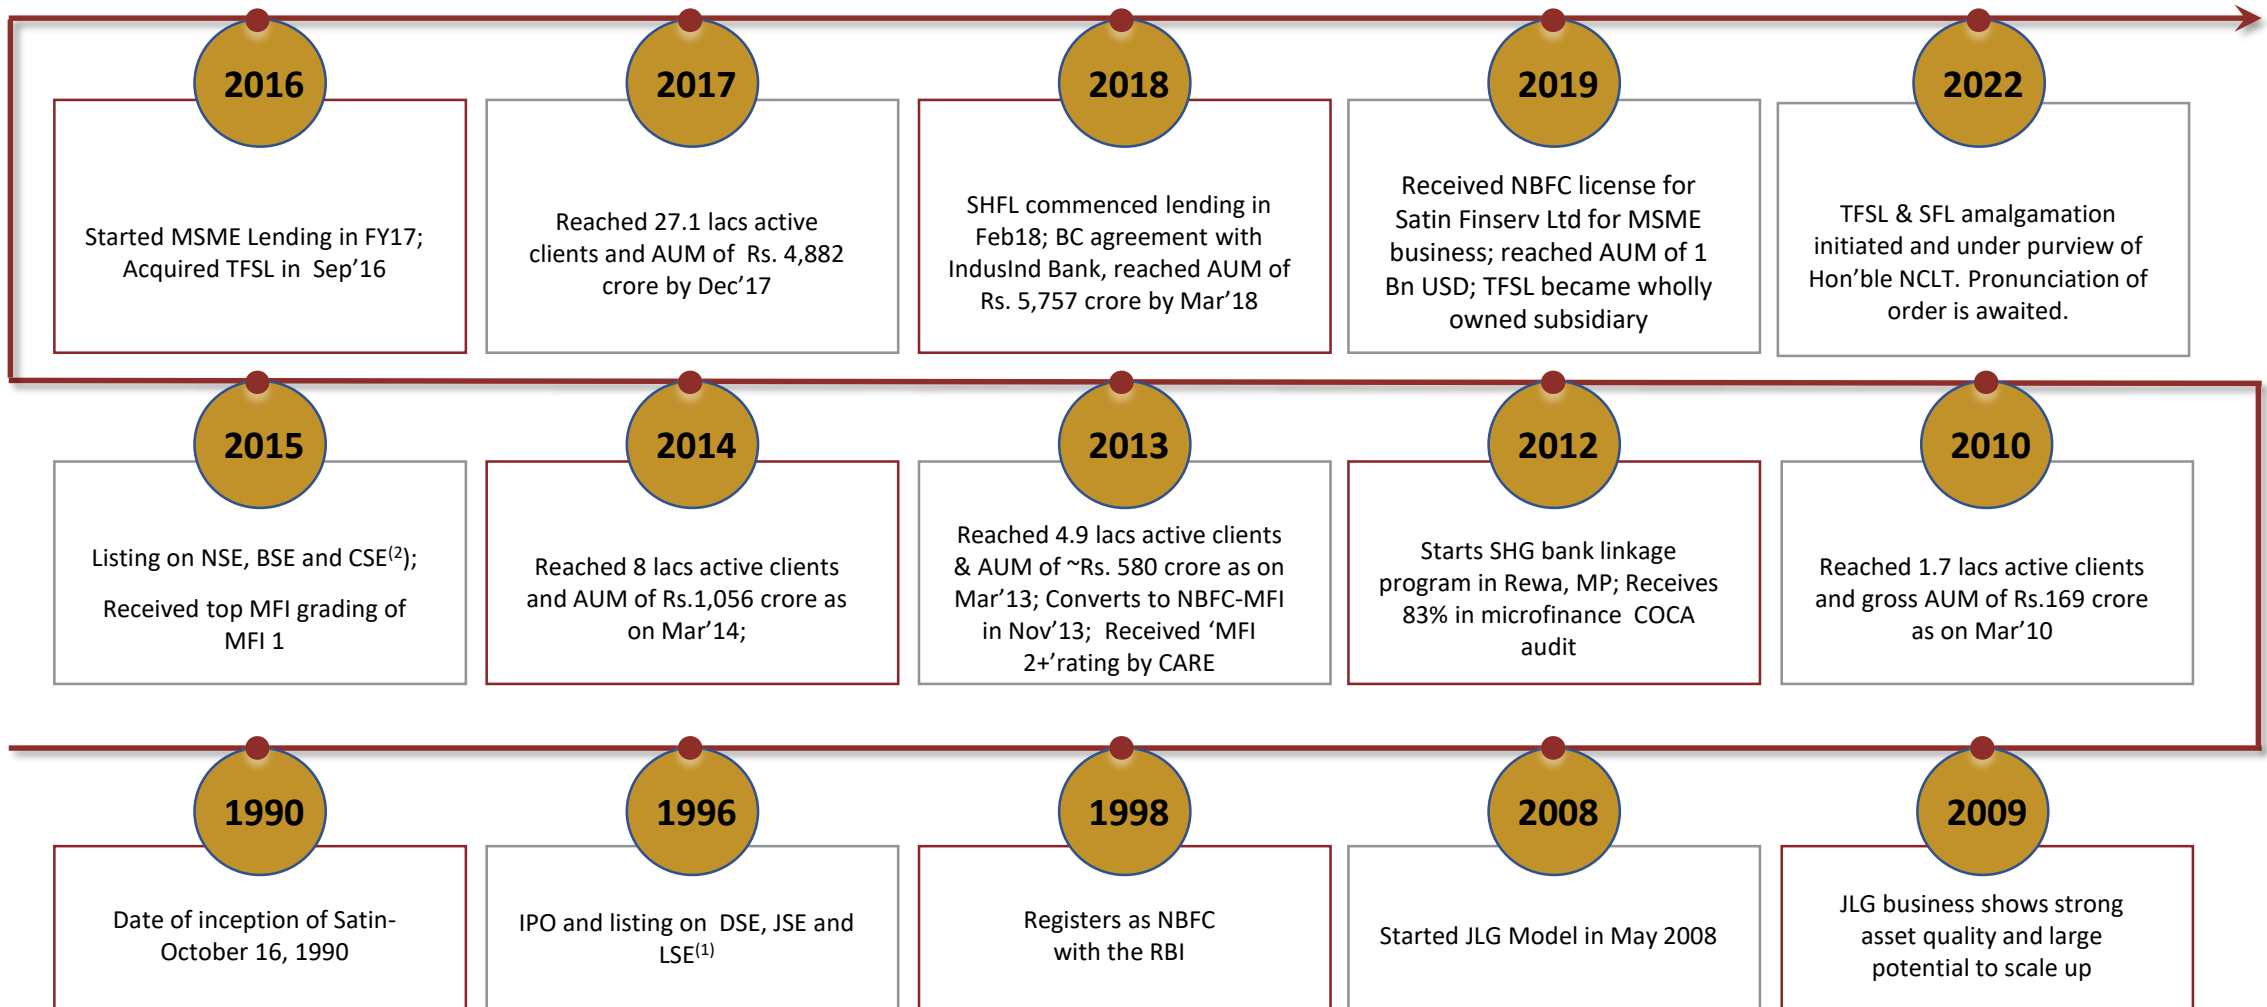 2016
Started MSME Lending in FY17;
Acquired TFSL in Sep’16
2017
Reached 27.1 lacs active
clients and AUM of Rs. 4,882
crore by Dec’17
2018
SHFL commenced lending in
Feb18; BC agreement with
IndusInd Bank, reached AUM of
Rs. 5,757 crore by Mar’18
2019
Received NBFC license for
Satin Finserv Ltd for MSME
business; reached AUM of 1
Bn USD; TFSL became wholly
owned subsidiary
2022
TFSL & SFL amalgamation
initiated and under purview of
Hon’ble NCLT. Pronunciation of
order is awaited.
2015
Listing on NSE, BSE and CSE(2);
Received top MFI grading of
MFI 1
2014
Reached 8 lacs active clients
and AUM of Rs.1,056 crore as
on Mar’14;
2013
Reached 4.9 lacs active clients
& AUM of ~Rs. 580 crore as on
Mar’13; Converts to NBFC-MFI
in Nov’13; Received ‘MFI
2+’rating by CARE
2012
Starts SHG bank linkage
program in Rewa, MP; Receives
83% in microfinance COCA
audit
2010
Reached 1.7 lacs active clients
and gross AUM of Rs.169 crore
as on Mar’10
1990
Date of inception of Satin-
October 16, 1990
1996
IPO and listing on DSE, JSE and
LSE(1)
1998
Registers as NBFC
with the RBI
2008
Started JLG Model in May 2008
2009
JLG business shows strong
asset quality and large
potential to scale up